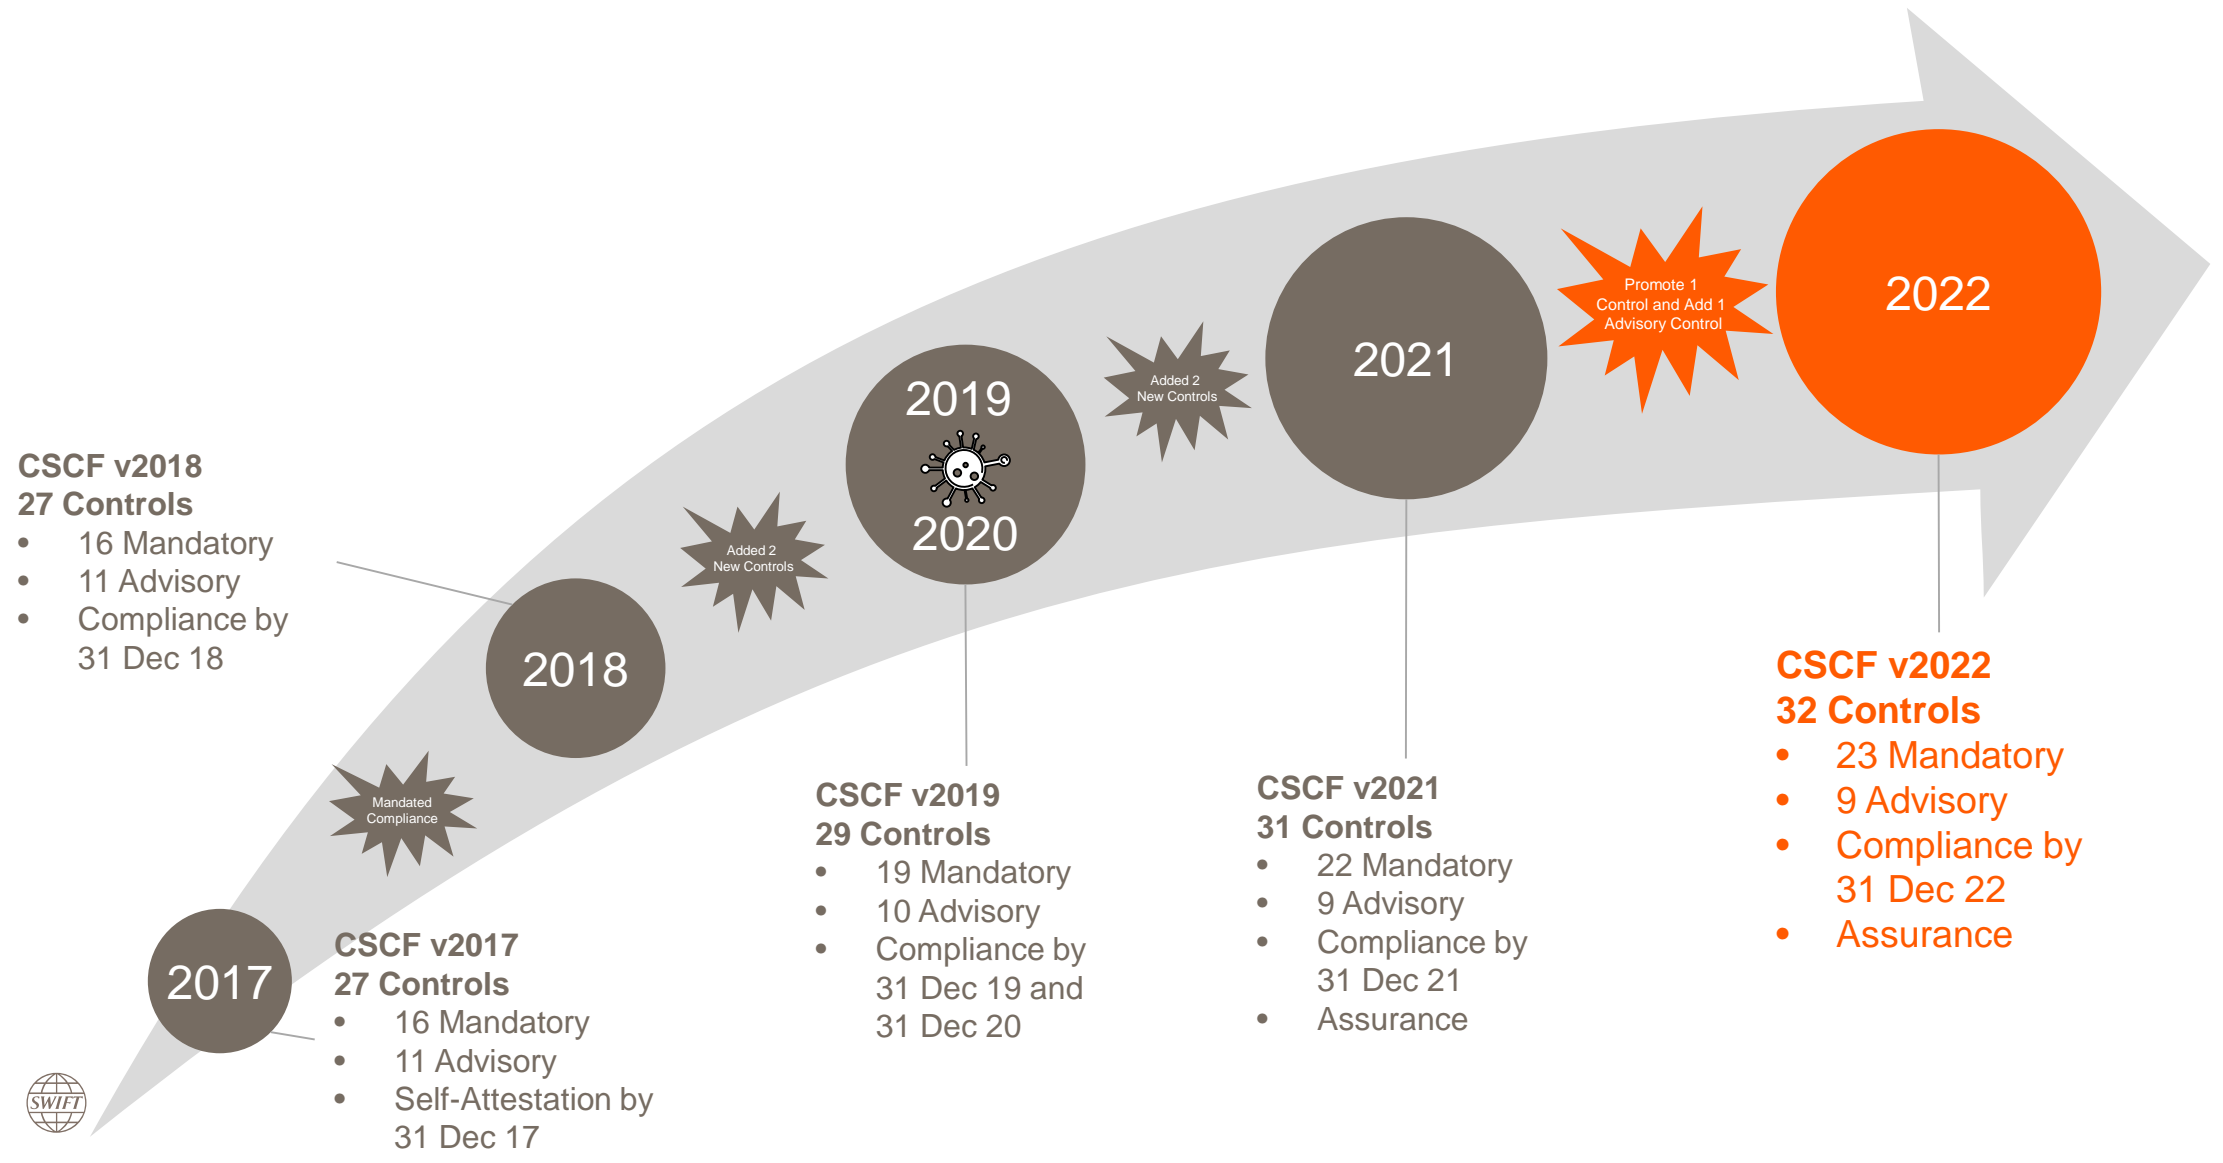 CSCF v2018
27 Controls
• 16 Mandatory
• 11 Advisory
• Compliance by
31 Dec 18
2017
CSCF v2017
27 Controls
• 16 Mandatory
• 11 Advisory
• Self-Attestation by
31 Dec 17
Mandated
Compliance
2018
Added 2
New Controls
2019
2020
CSCF v2019
29 Controls
• 19 Mandatory
• 10 Advisory
• Compliance by
31 Dec 19 and
31 Dec 20
Added 2
New Controls
2021
CSCF v2021
31 Controls
• 22 Mandatory
• 9 Advisory
• Compliance by
31 Dec 21
• Assurance
Promote 1
Control and Add 1
Advisory Control
2022
CSCF v2022
32 Controls
• 23 Mandatory
• 9 Advisory
• Compliance by
31 Dec 22
• Assurance
SWIFT